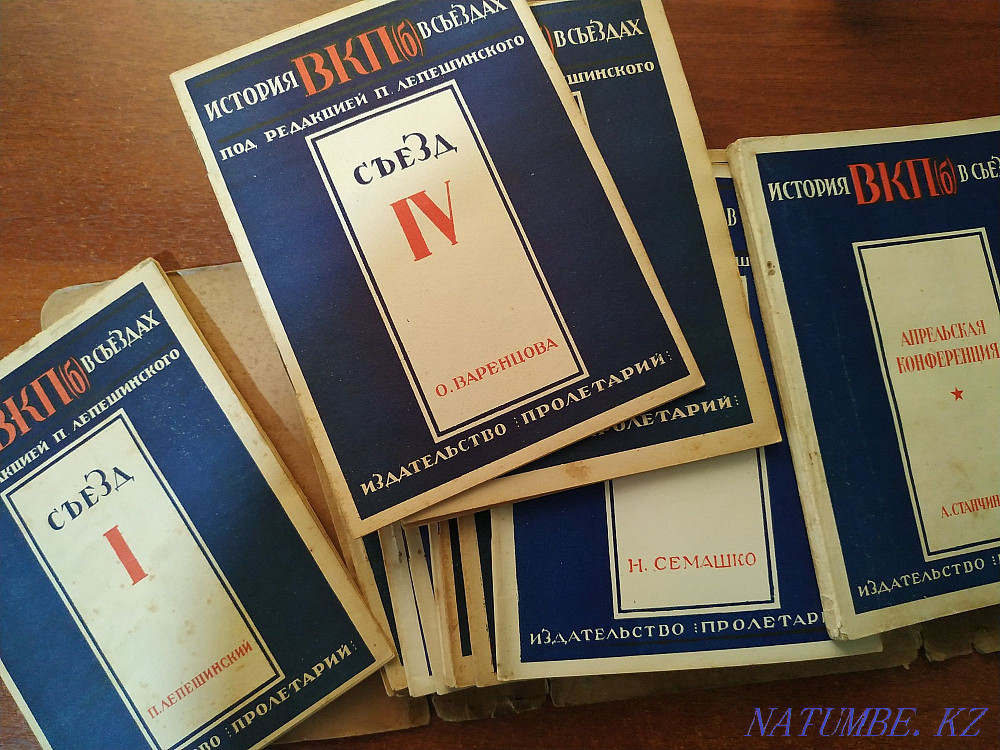 ИСТОРИЯ ВКП(б) В СЪЕЗДАХ
ПОД РЕДАКЦИЕЙ П. ЛЕПЕШИНСКОГО
СЪЕЗД
IV
О. ВАРЕНЦОВА
ИЗДАТЕЛЬСТВО ПРОЛЕТАРИЙ
В СЪЕЗДАХ
ПРОЛЕТАРИЙ
ВКП(б) В СЪЕЗДАХ
П. ЛЕПЕШИНСКОГО
СЪЕЗД
I
П. ЛЕПЕШИНСКИЙ
ПРОЛЕТАРИЙ
В
Н. СЕМАШКО
ИЗДАТЕЛЬСТВО
ИСТОРИЯ ВКП(б) В
АПРЕЛЬСКАЯ
КОНФЕРЕНЦИЯ
ИЗДАТЕЛЬСТВО
NATUMBE. KZ